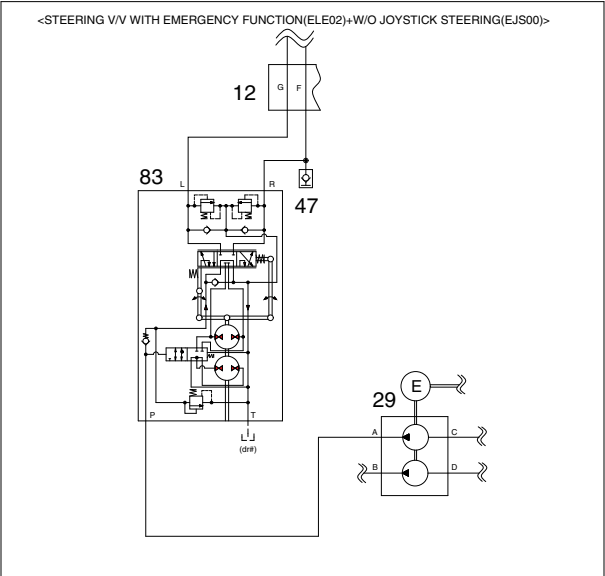 <STEERING V/V WITH EMERGENCY FUNCTION(ELE02)+W/O JOYSTICK STEERING(EJS00)>
12
G F
83
L R
47
P T
(dr#)
29
E
A C
B D